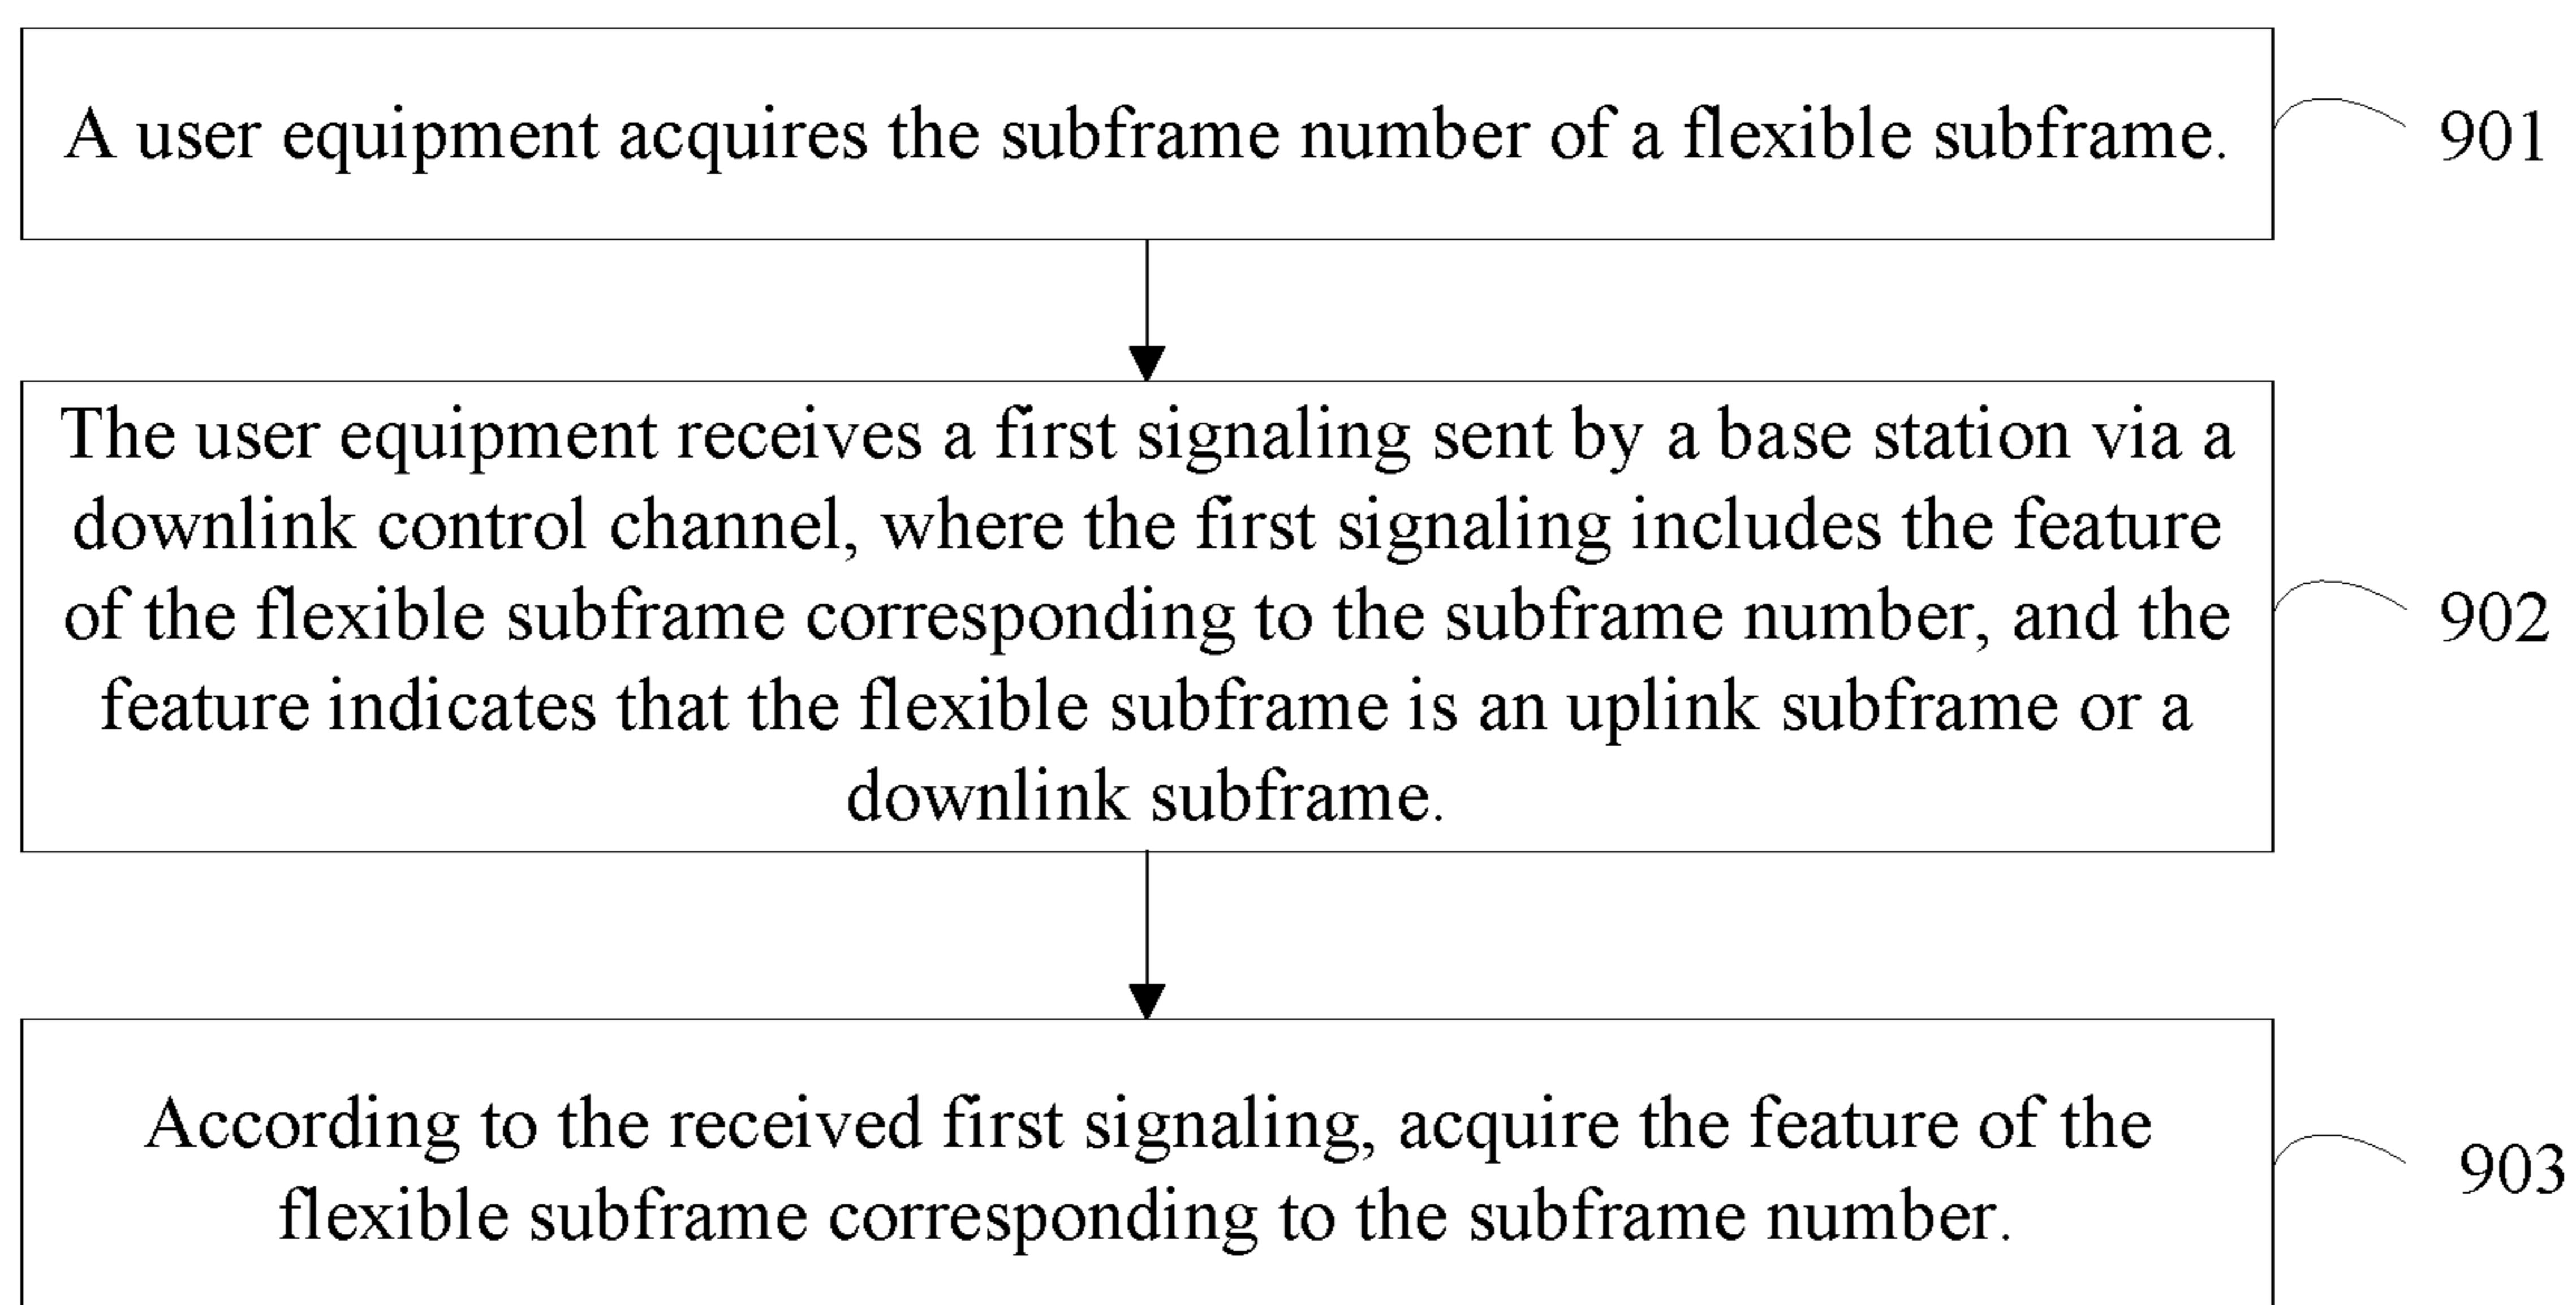 A user equipment acquires the subframe number of a flexible subframe.
901
The user equipment receives a first signaling sent by a base station via a
downlink control channel, where the first signaling includes the feature
of the flexible subframe corresponding to the subframe number, and the
feature indicates that the flexible subframe is an uplink subframe or a
downlink subframe.
902
According to the received first signaling, acquire the feature of the
flexible subframe corresponding to the subframe number.
903